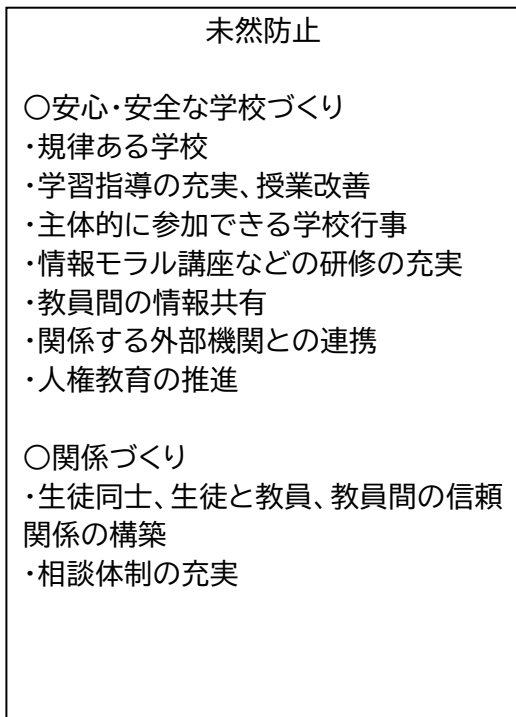 未然防止
〇安心・安全な学校づくり
・規律ある学校
・学習指導の充実、授業改善
・主体的に参加できる学校行事
・情報モラル講座などの研修の充実
・教員間の情報共有
・関係する外部機関との連携
・人権教育の推進
〇関係づくり
・生徒同士、生徒と教員、教員間の信頼
関係の構築
・相談体制の充実